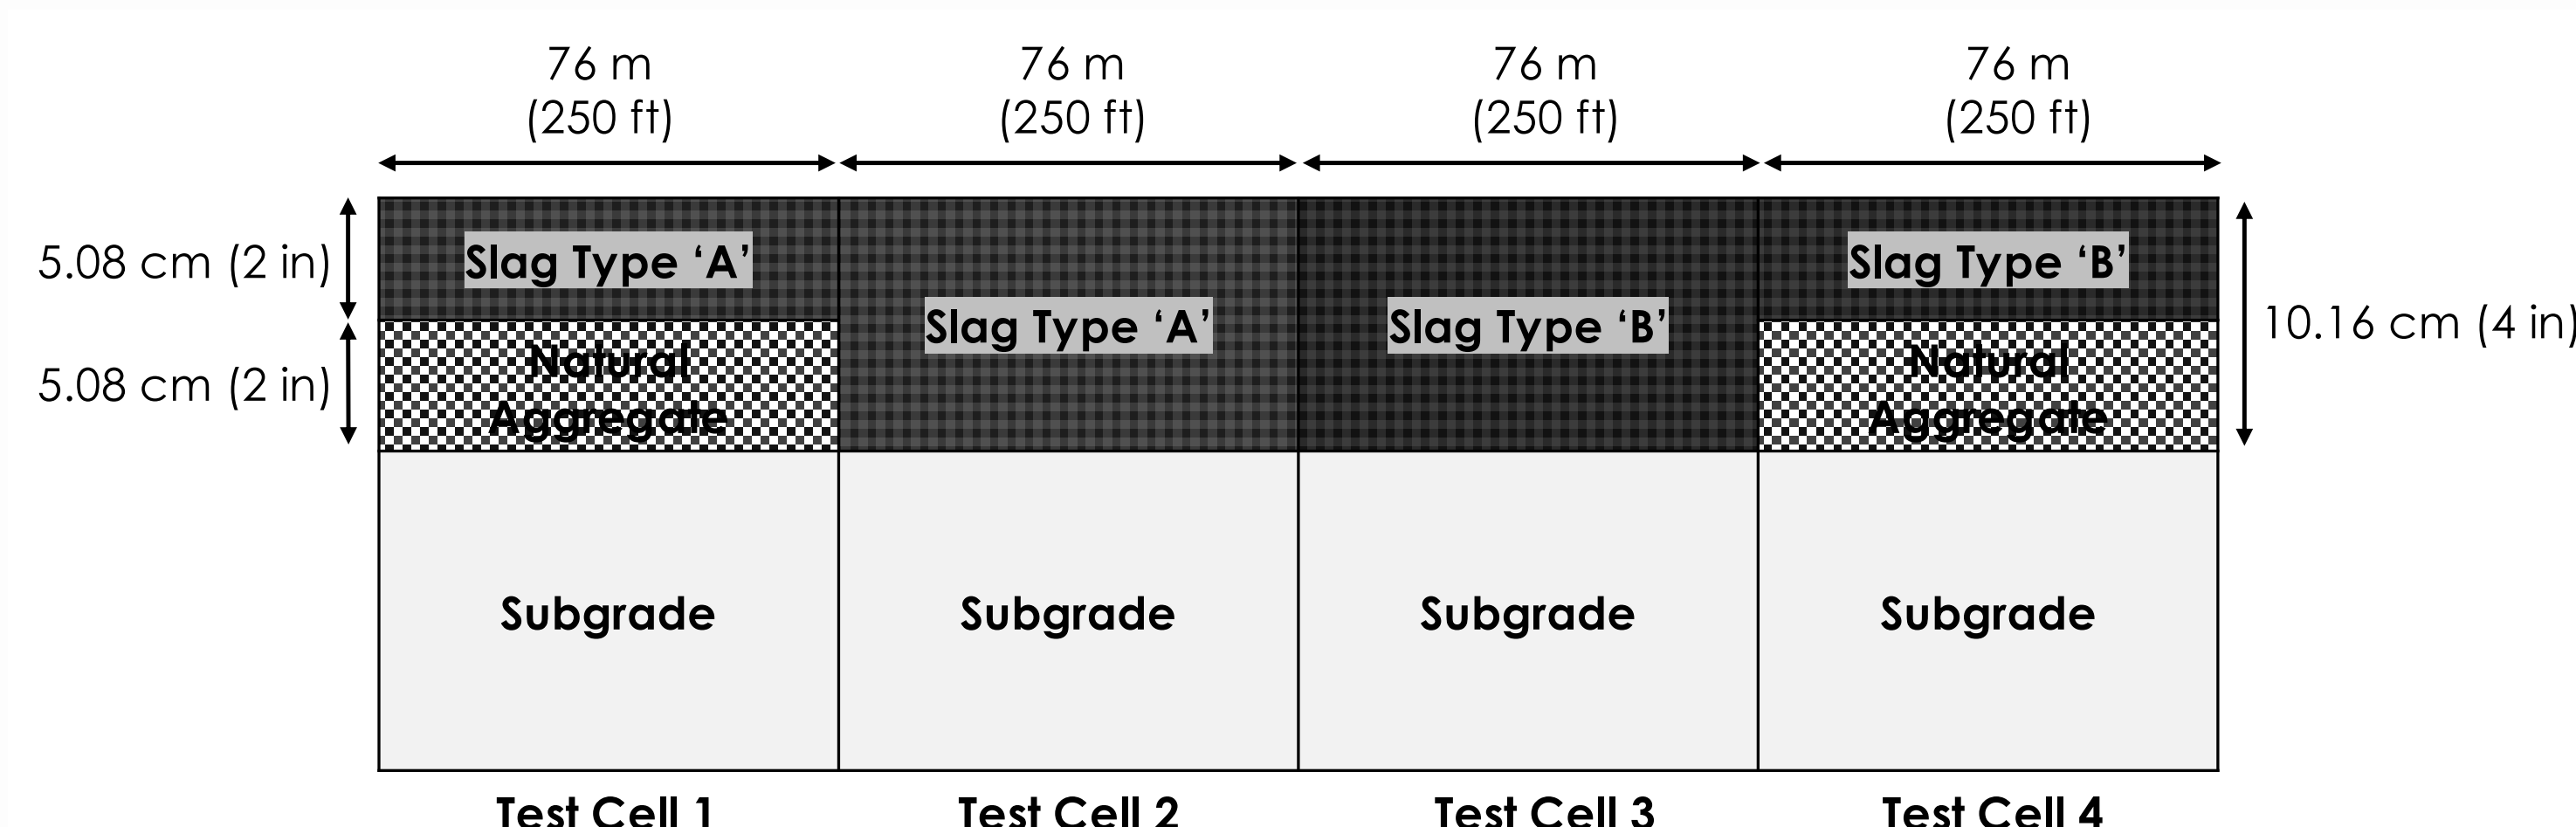 76 m
(250 ft)
76 m
(250 ft)
76 m
(250 ft)
76 m
(250 ft)
5.08 cm (2 in)
5.08 cm (2 in)
10.16 cm (4 in)
Slag Type ‘A’
Natural
Aggregate
Slag Type ‘A’
Slag Type ‘B’
Slag Type ‘B’
Natural
Aggregate
Subgrade
Subgrade
Subgrade
Subgrade
Test Cell 1
Test Cell 2
Test Cell 3
Test Cell 4